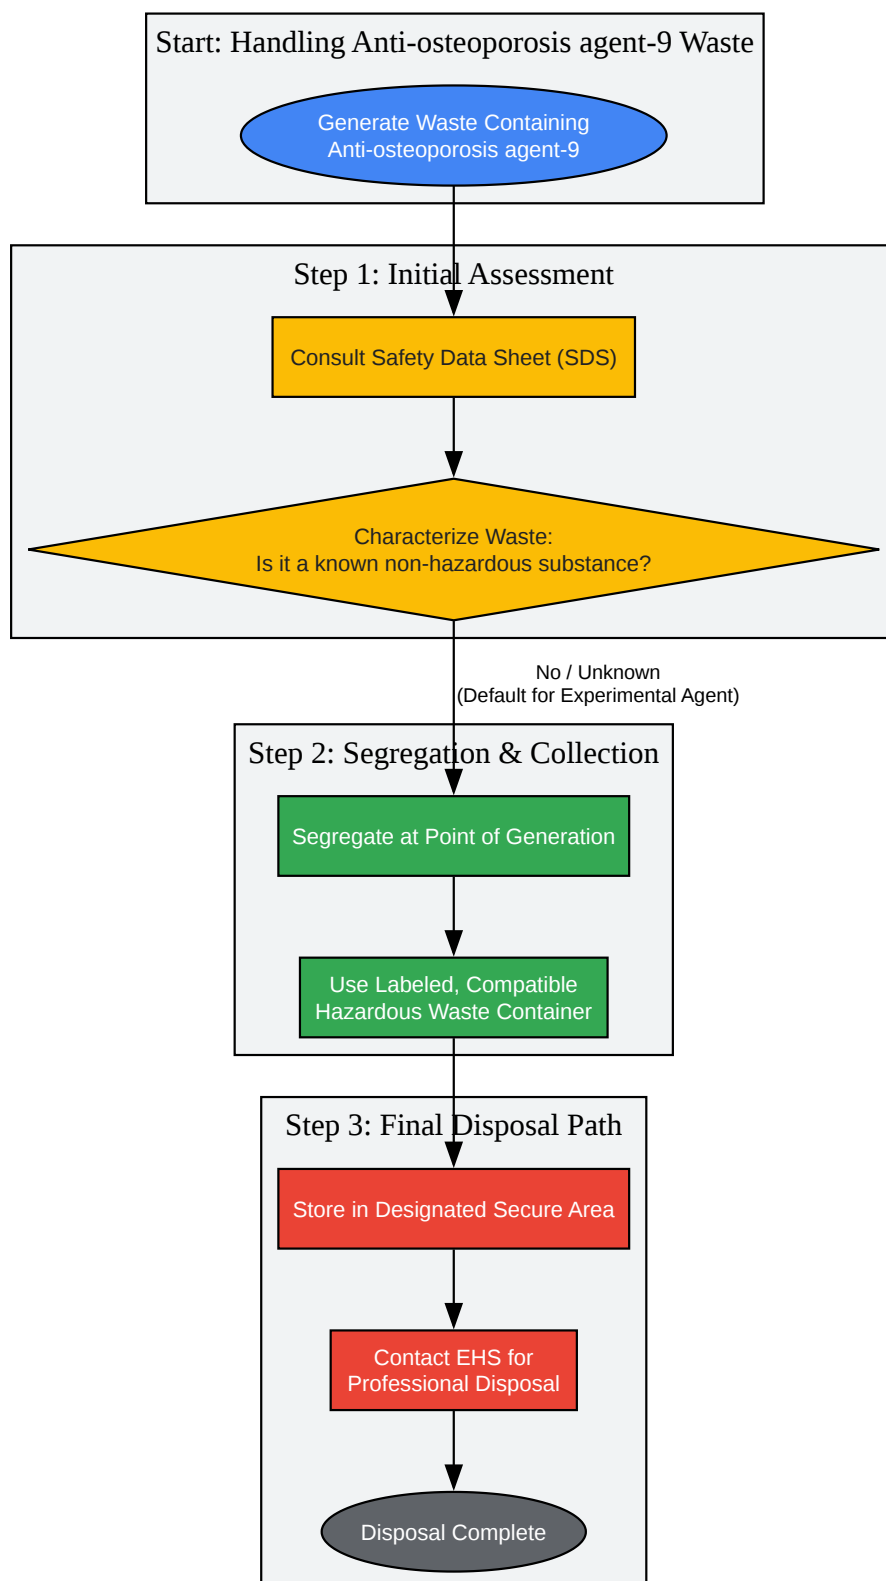 Start: Handling Anti-osteoporosis agent-9 Waste
Generate Waste Containing
Anti-osteoporosis agent-9
Step 1: Initial Assessment
Consult Safety Data Sheet (SDS)
Characterize Waste:
Is it a known non-hazardous substance?
No / Unknown
(Default for Experimental Agent)
Step 2: Segregation & Collection
Segregate at Point of Generation
Use Labeled, Compatible
Hazardous Waste Container
Step 3: Final Disposal Path
Store in Designated Secure Area
Contact EHS for
Professional Disposal
Disposal Complete